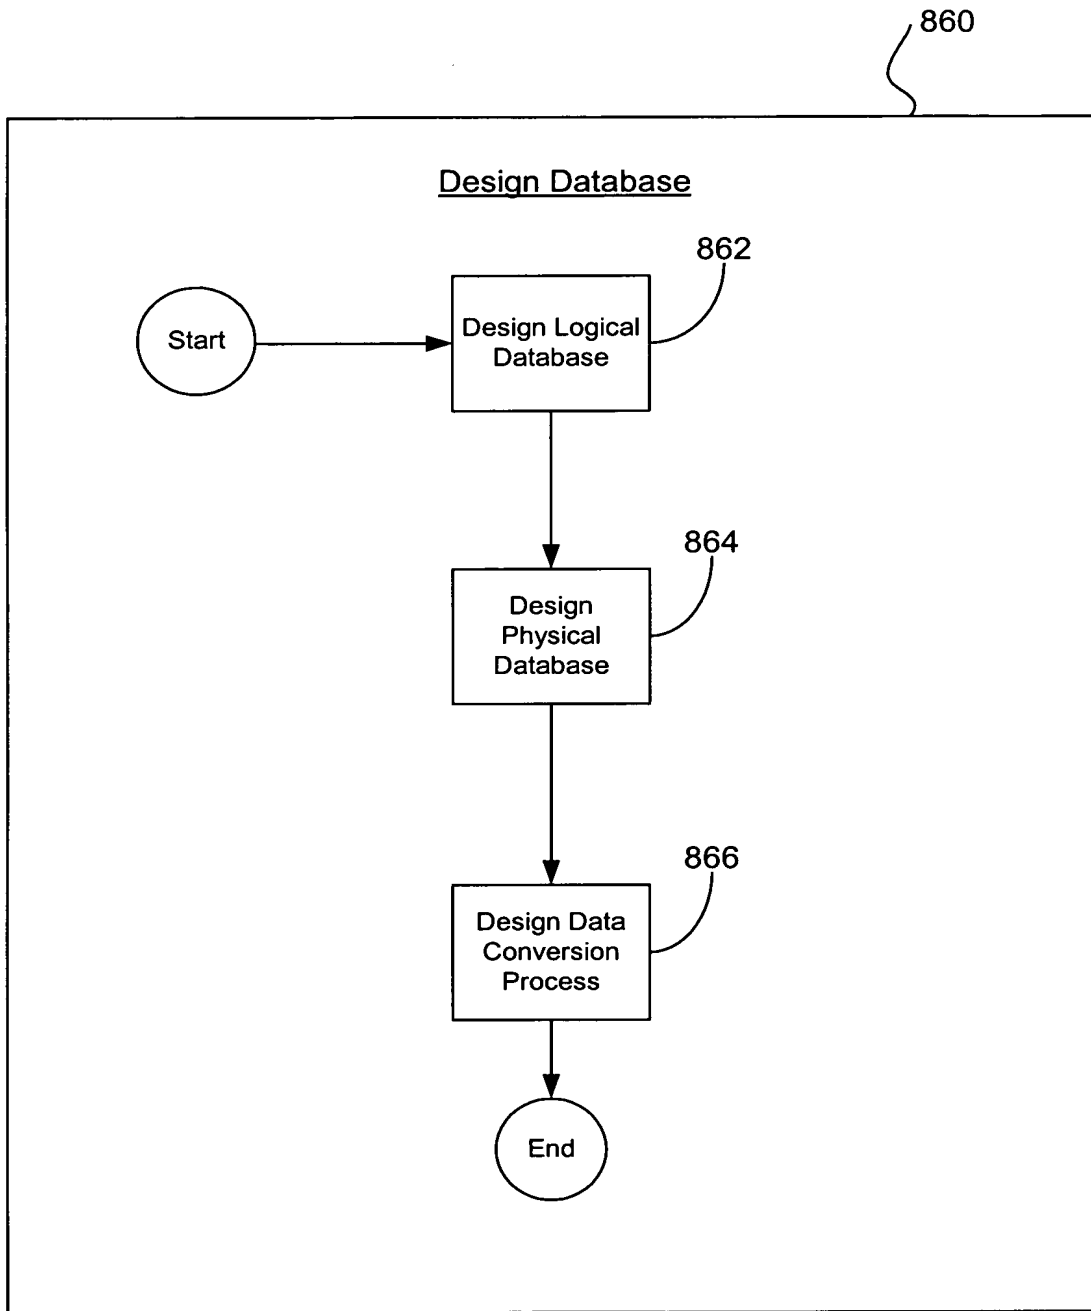 860
Design Database
862
Start
Design Logical
Database
864
Design
Physical
Database
866
Design Data
Conversion
Process
End